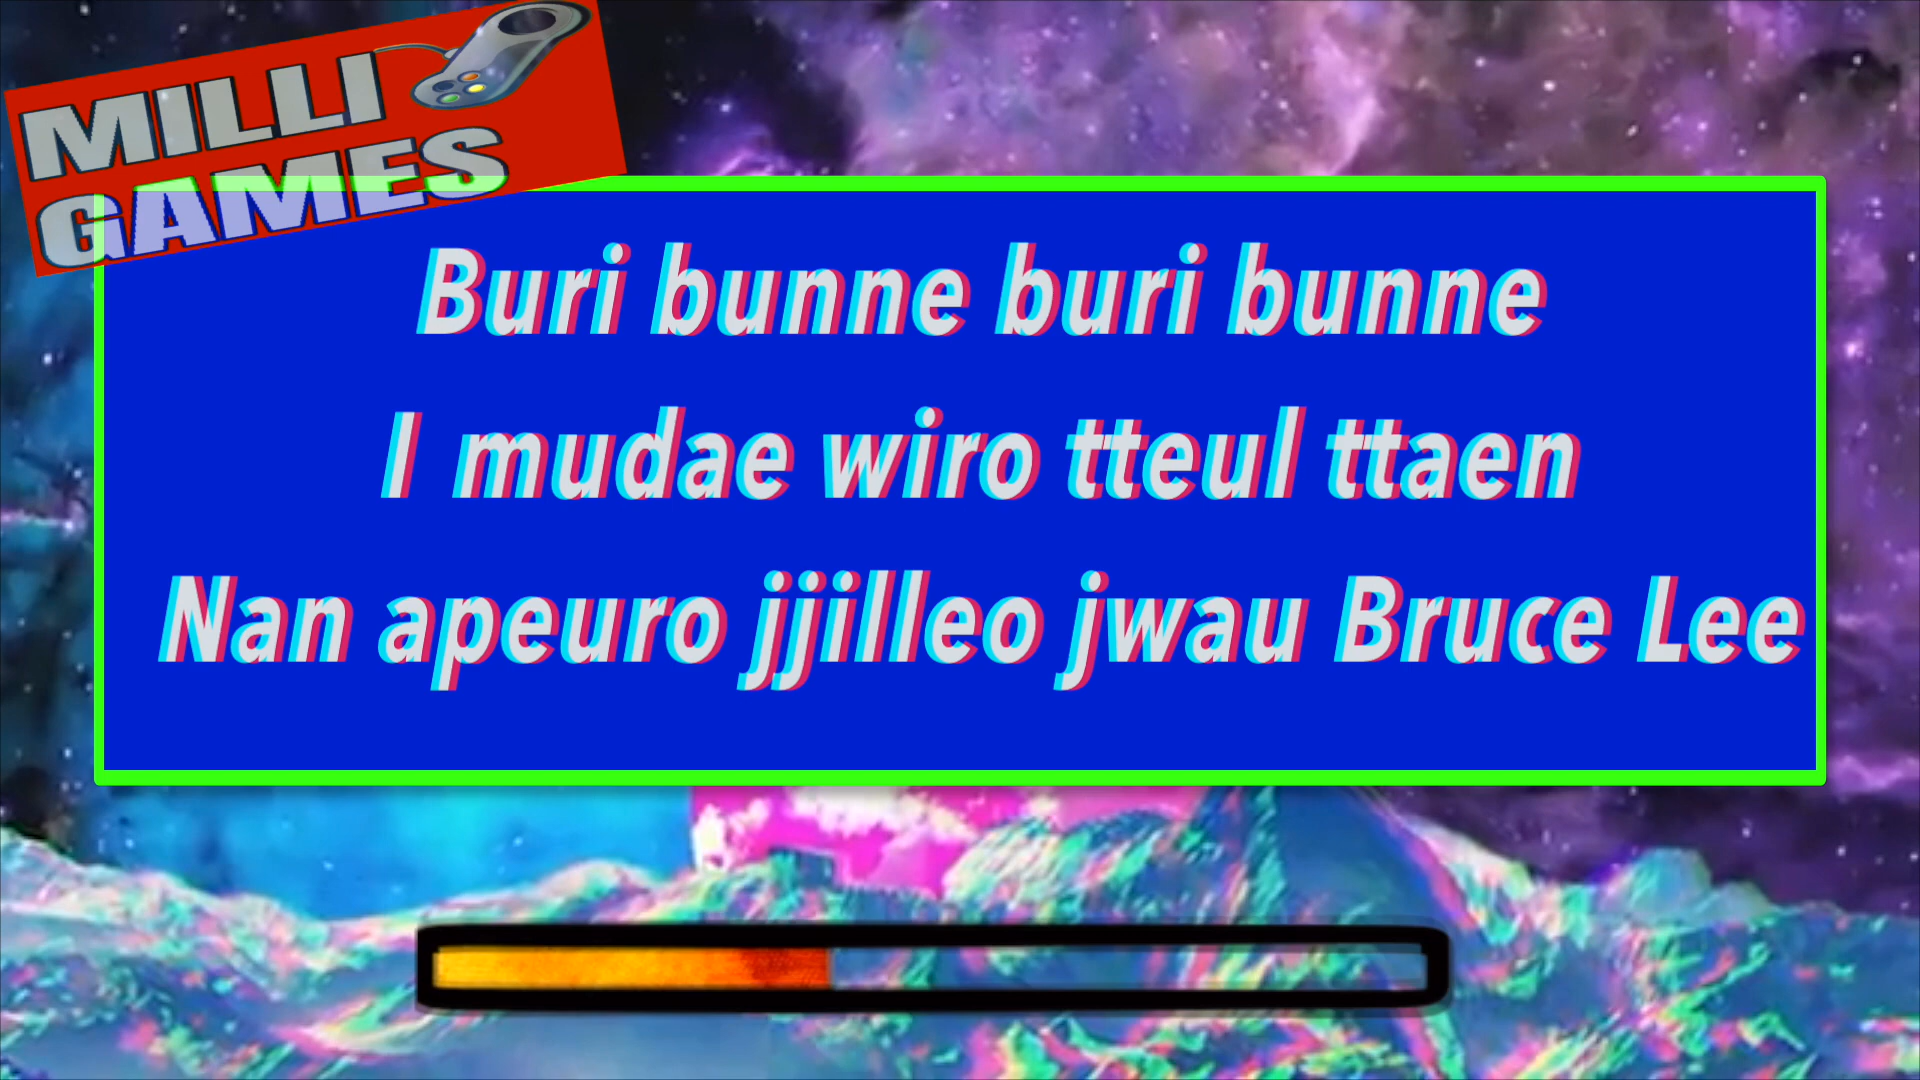 MILLI
GAMES
Buri bunne buri bunne
I mudae wiro tteul ttaen
Nan apeuro jjilleo jwau Bruce Lee